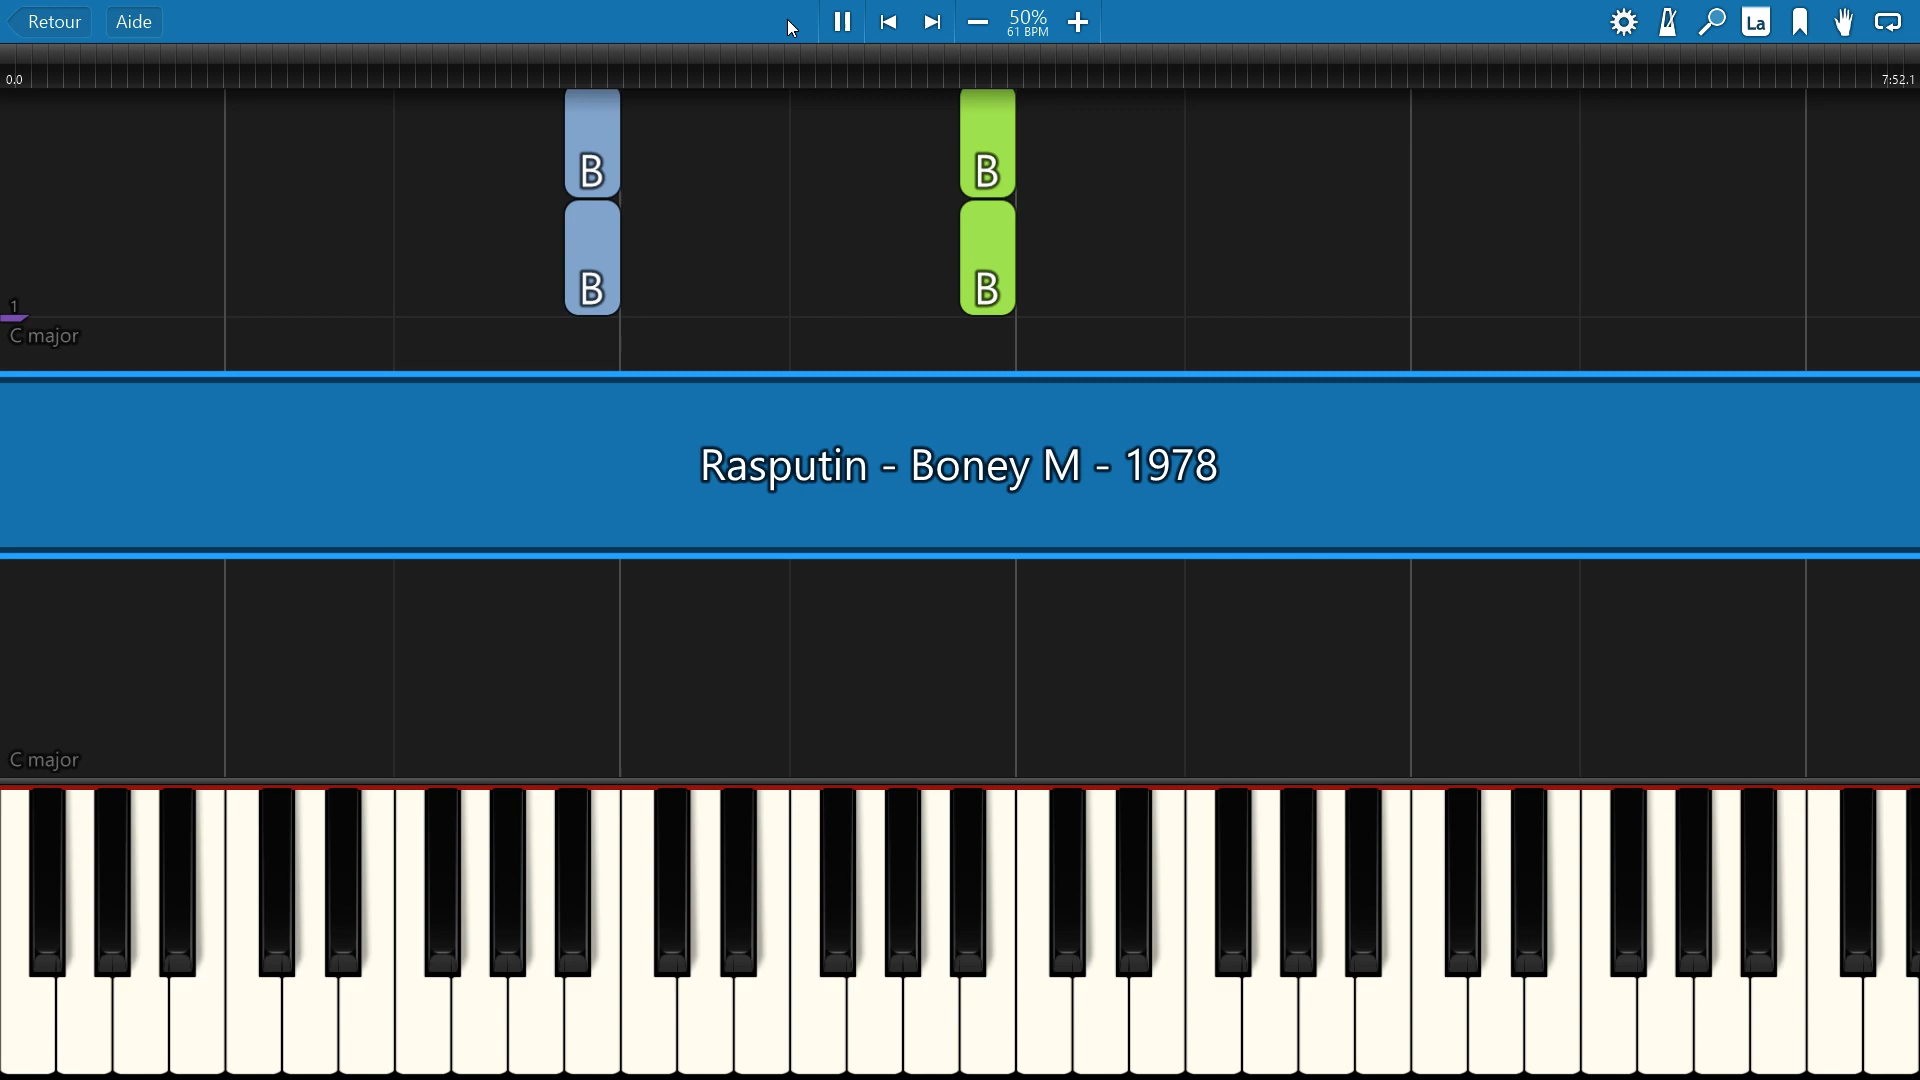 Retour
Aide
50%
61 BPM
La
0.0
7:52.1
B
B
B
B
1
C major
Rasputin - Boney M - 1978
C major